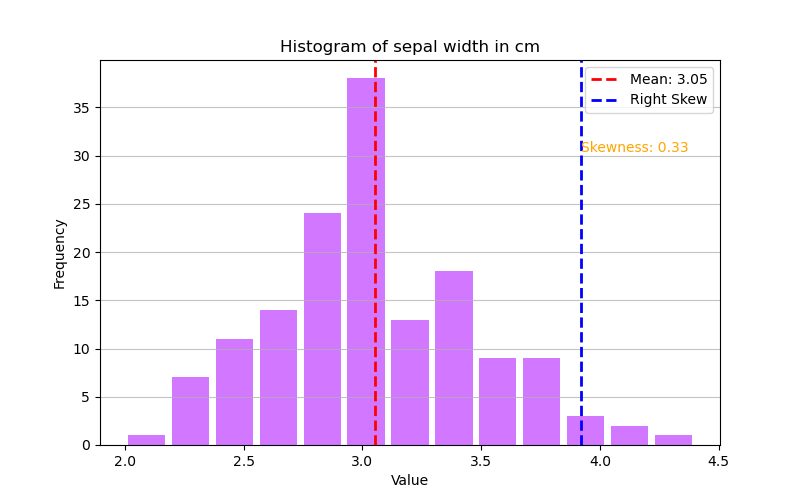 Histogram of sepal width in cm
Mean: 3.05
Right Skew
Skewness: 0.33
Frequency
35
30
25
20
15
10
5
0
2.0 2.5 3.0 3.5 4.0 4.5
Value